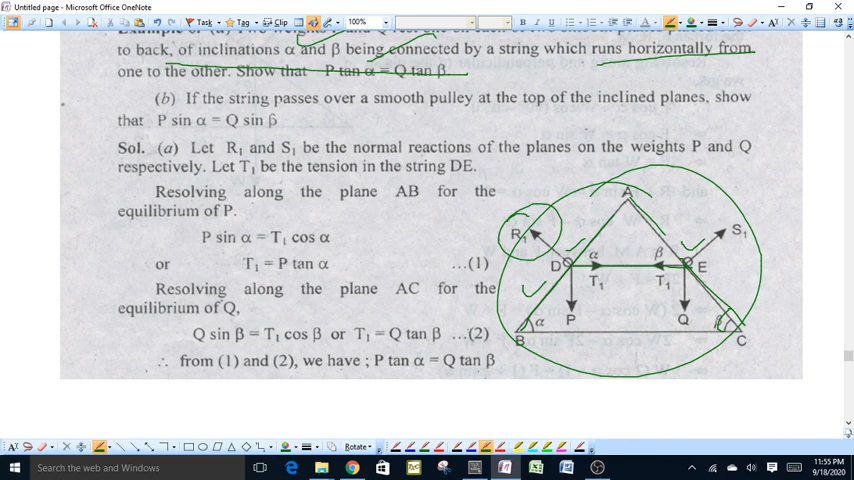 Untitled page - Microsoft OneNote
100%
Task
Tag
Clip
B I U
to back, of inclinations α and β being connected by a string which runs horizontally from
one to the other. Show that P tan α = Q tan β.
(b) If the string passes over a smooth pulley at the top of the inclined planes, show
that P sin α = Q sin β
Sol. (a) Let R₁ and S₁ be the normal reactions of the planes on the weights P and Q
respectively. Let T₁ be the tension in the string DE.
Resolving along the plane AB for the
equilibrium of P.
P sin α = T₁ cos α
or T₁ = P tan α ...(1)
Resolving along the plane AC for the
equilibrium of Q,
Q sin β = T₁ cos β or T₁ = Q tan β ...(2)
∴ from (1) and (2), we have ; P tan α = Q tan β
A
R₁
S₁
D α β E
T₁ T₁
P Q
α β
B C
Rotate
Search the web and Windows
11:55 PM
9/18/2020